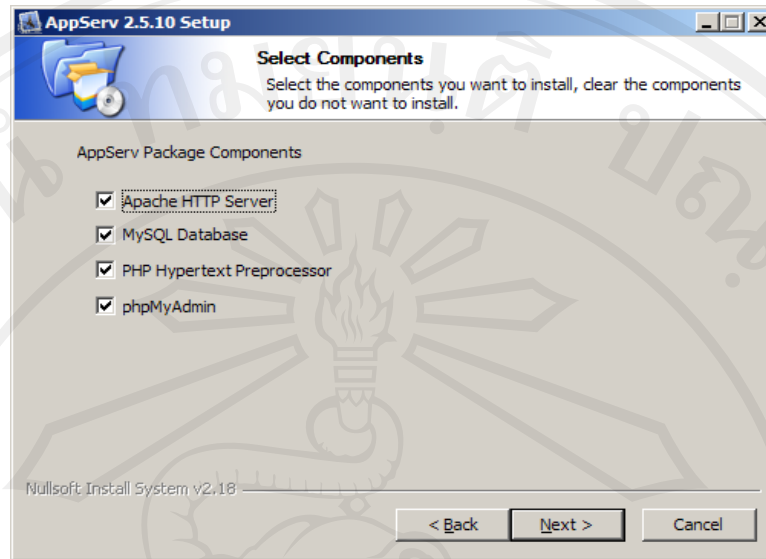 AppServ 2.5.10 Setup
Select Components
Select the components you want to install, clear the components
you do not want to install.
AppServ Package Components
Apache HTTP Server
MySQL Database
PHP Hypertext Preprocessor
phpMyAdmin
Nullsoft Install System v2.18
< Back
Next >
Cancel